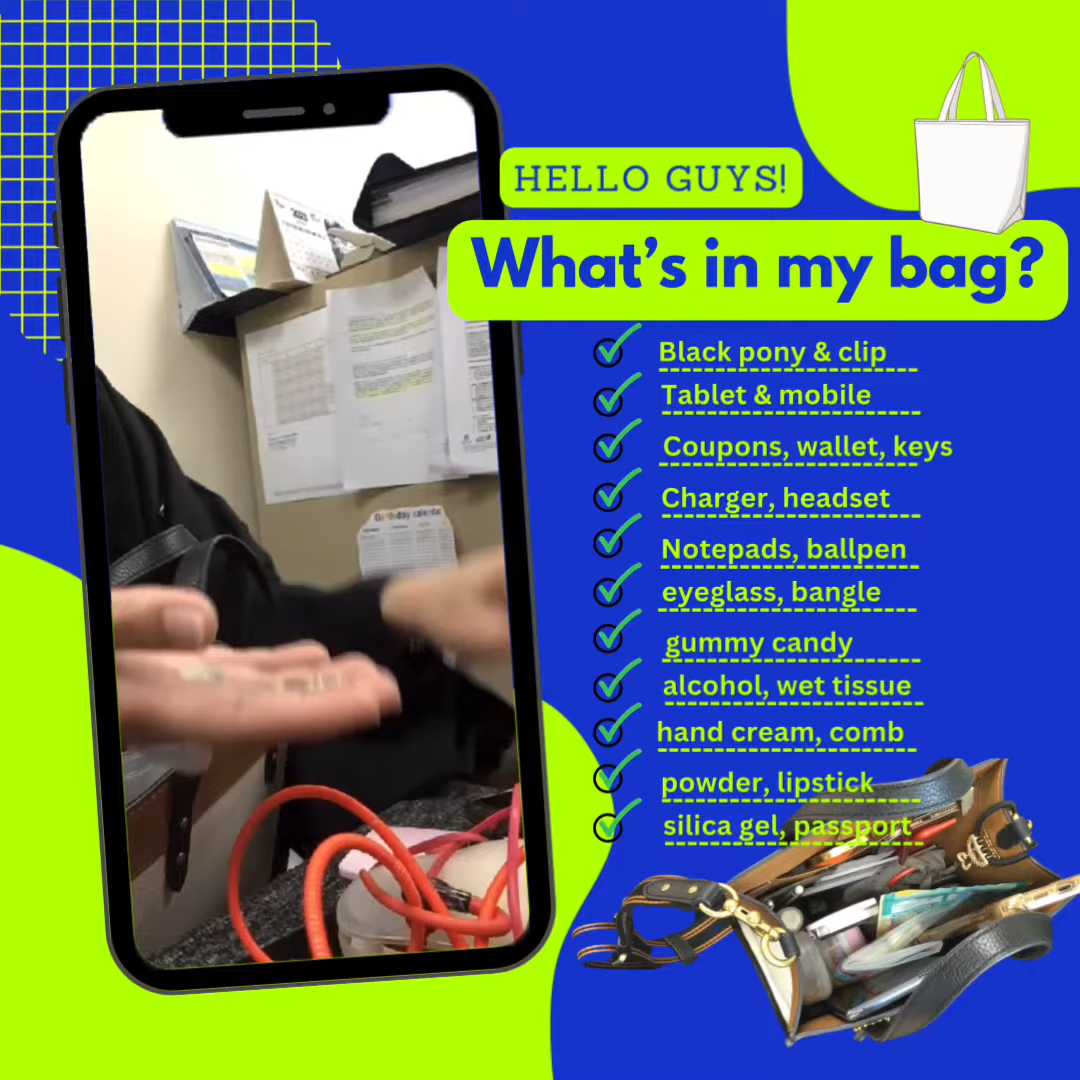 HELLO GUYS!
What's in my bag?
Black pony & clip
Tablet & mobile
Coupons, wallet, keys
Charger, headset
Notepads, ballpen
eyeglass, bangle
gummy candy
alcohol, wet tissue
hand cream, comb
powder, lipstick
silica gel, passport
2023
Birthday calendar